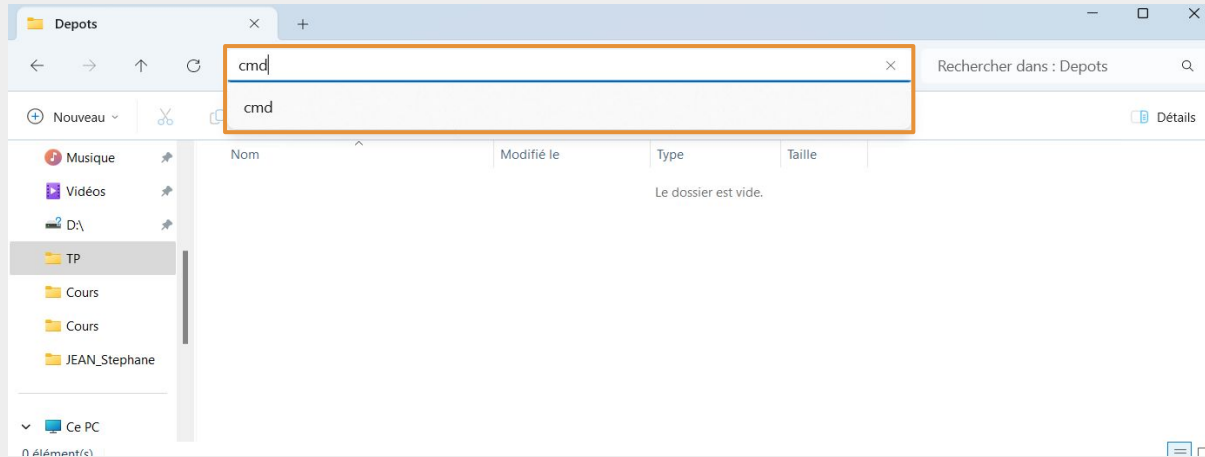 Depots
cmd
Rechercher dans : Depots
cmd
Nouveau
Détails
Nom Modifié le Type Taille
Le dossier est vide.
Musique
Vidéos
D:\
TP
Cours
Cours
JEAN_Stephane
Ce PC
0 élément(s)